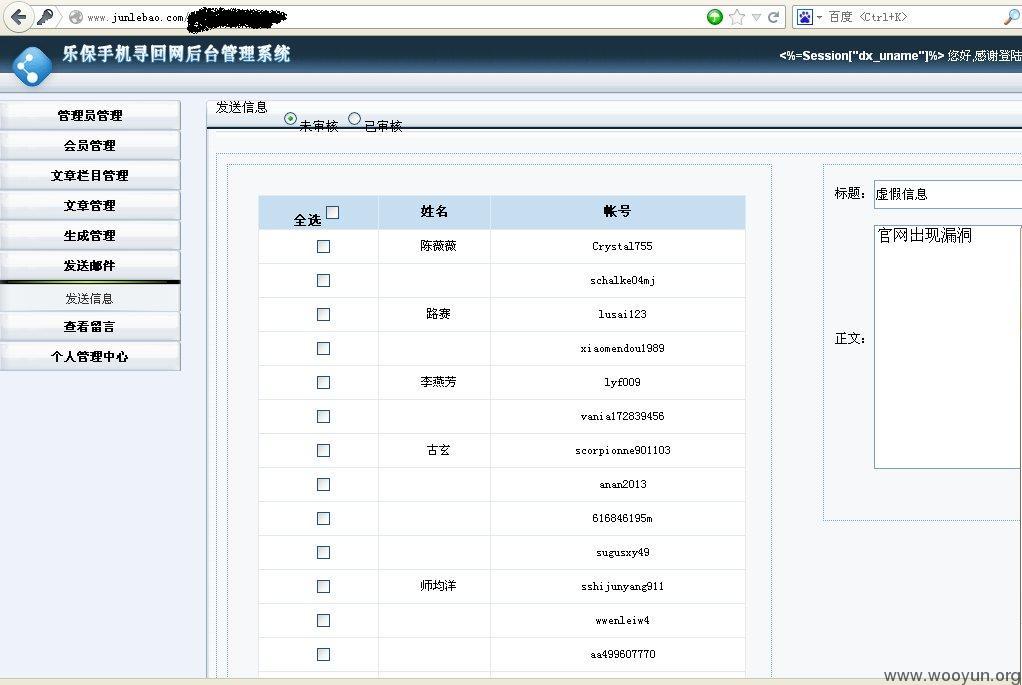 www.junlebao.com/
百度 <Ctrl+K>
乐保手机寻回网后台管理系统
<%=Session["dx_uname"]%> 您好,感谢登陆
管理员管理
会员管理
文章栏目管理
文章管理
生成管理
发送邮件
发送信息
查看留言
个人管理中心
发送信息
未审核 已审核
全选 姓名 帐号
陈薇薇 Crystal755
schalke04mj
路赛 lusai123
xiaomendou1989
李燕芳 lyf009
vania172839456
古玄 scorpionne901103
anan2013
616846195m
sugusxy49
师均洋 sshijunyang911
wwenleiw4
aa499607770
标题: 虚假信息
正文: 官网出现漏洞
www.wooyun.org